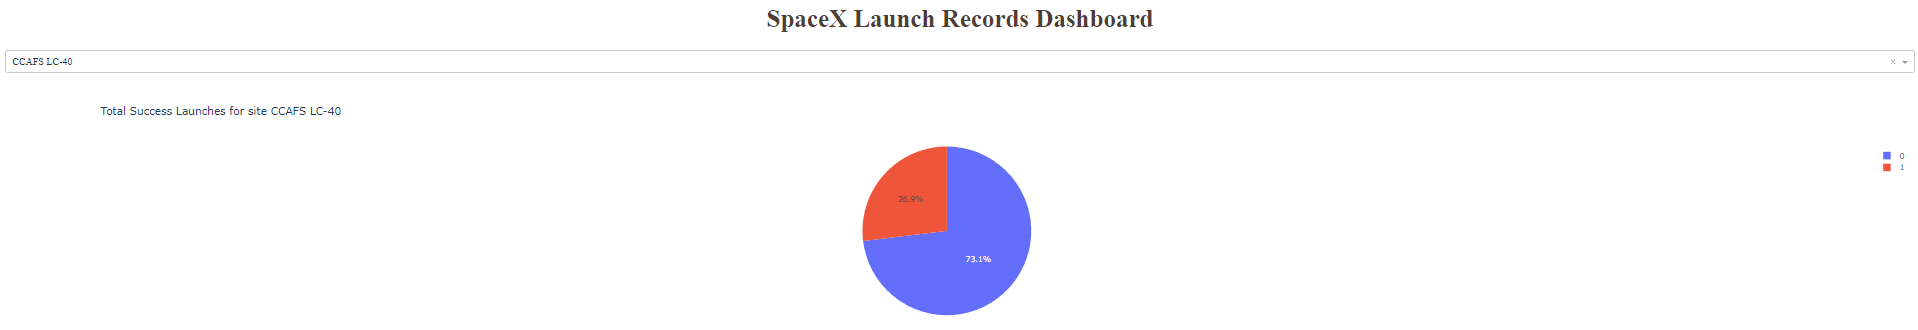 SpaceX Launch Records Dashboard
CCAFS LC-40
×
Total Success Launches for site CCAFS LC-40
0
1
26.9%
73.1%